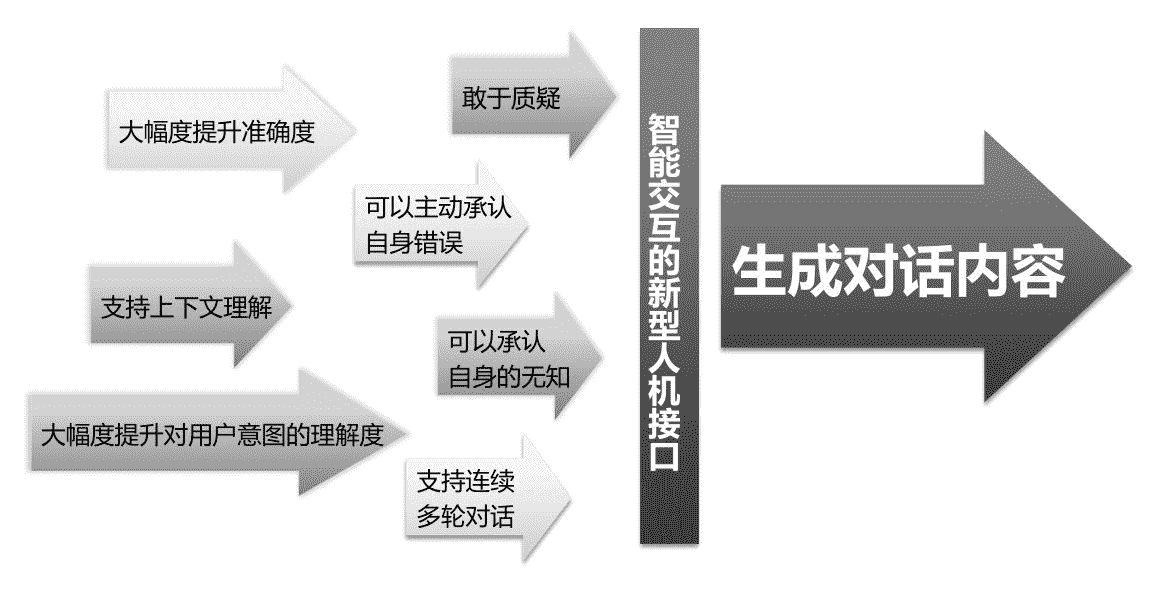 大幅度提升准确度
敢于质疑
可以主动承认
自身错误
支持上下文理解
可以承认
自身的无知
大幅度提升对用户意图的理解度
支持连续
多轮对话
智能交互的新型人机接口
生成对话内容